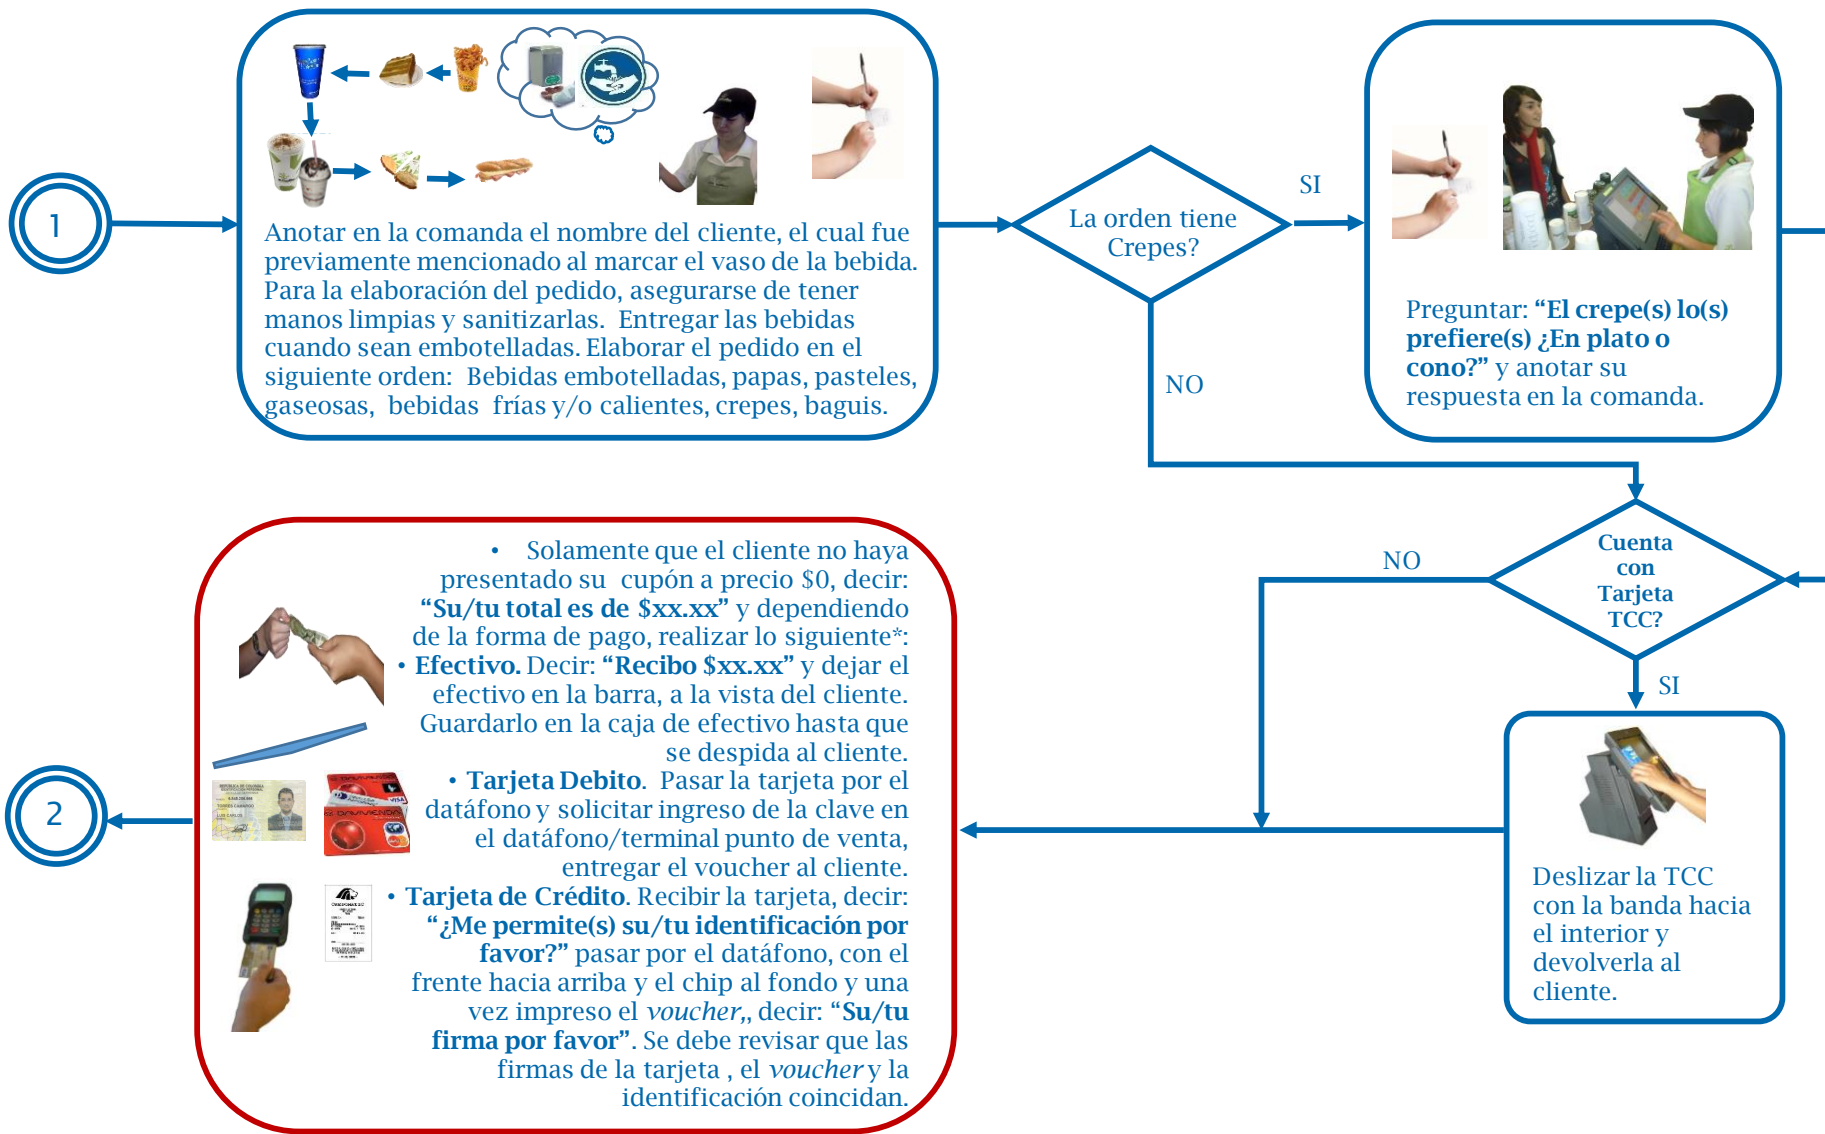 1
Anotar en la comanda el nombre del cliente, el cual fue
previamente mencionado al marcar el vaso de la bebida.
Para la elaboración del pedido, asegurarse de tener
manos limpias y sanitizarlas. Entregar las bebidas
cuando sean embotelladas. Elaborar el pedido en el
siguiente orden: Bebidas embotelladas, papas, pasteles,
gaseosas, bebidas frías y/o calientes, crepes, baguis.
La orden tiene
Crepes?
SI
NO
Preguntar: “El crepe(s) lo(s)
prefiere(s) ¿En plato o
cono?” y anotar su
respuesta en la comanda.
Cuenta
con
Tarjeta
TCC?
NO
SI
Deslizar la TCC
con la banda hacia
el interior y
devolverla al
cliente.
• Solamente que el cliente no haya
presentado su cupón a precio $0, decir:
“Su/tu total es de $xx.xx” y dependiendo
de la forma de pago, realizar lo siguiente*:
• Efectivo. Decir: “Recibo $xx.xx” y dejar el
efectivo en la barra, a la vista del cliente.
Guardarlo en la caja de efectivo hasta que
se despida al cliente.
• Tarjeta Debito. Pasar la tarjeta por el
datáfono y solicitar ingreso de la clave en
el datáfono/terminal punto de venta,
entregar el voucher al cliente.
• Tarjeta de Crédito. Recibir la tarjeta, decir:
“¿Me permite(s) su/tu identificación por
favor?” pasar por el datáfono, con el
frente hacia arriba y el chip al fondo y una
vez impreso el voucher,, decir: “Su/tu
firma por favor”. Se debe revisar que las
firmas de la tarjeta , el voucher y la
identificación coincidan.
VISA
2